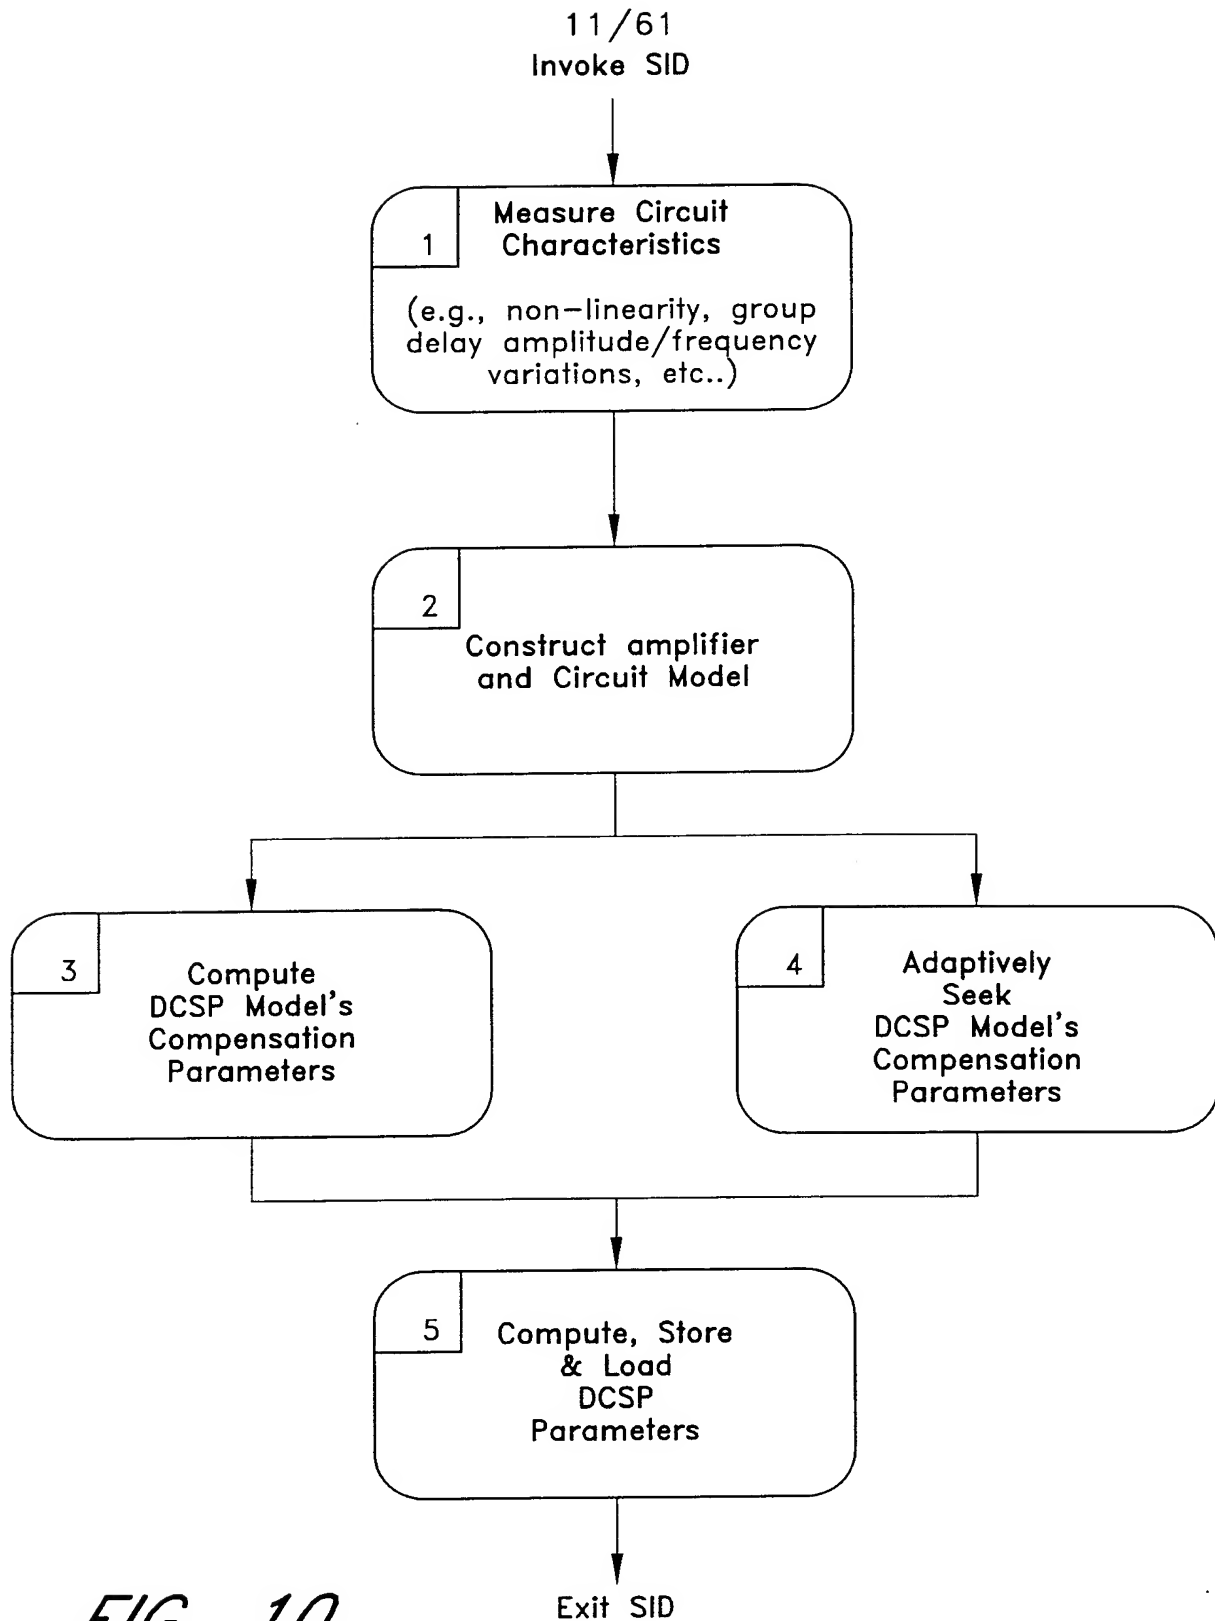 11/61
Invoke SID
1
Measure Circuit
Characteristics
(e.g., non-linearity, group
delay amplitude/frequency
variations, etc..)
2
Construct amplifier
and Circuit Model
3
Compute
DCSP Model's
Compensation
Parameters
4
Adaptively
Seek
DCSP Model's
Compensation
Parameters
5
Compute, Store
& Load
DCSP
Parameters
Exit SID
FIG. 10